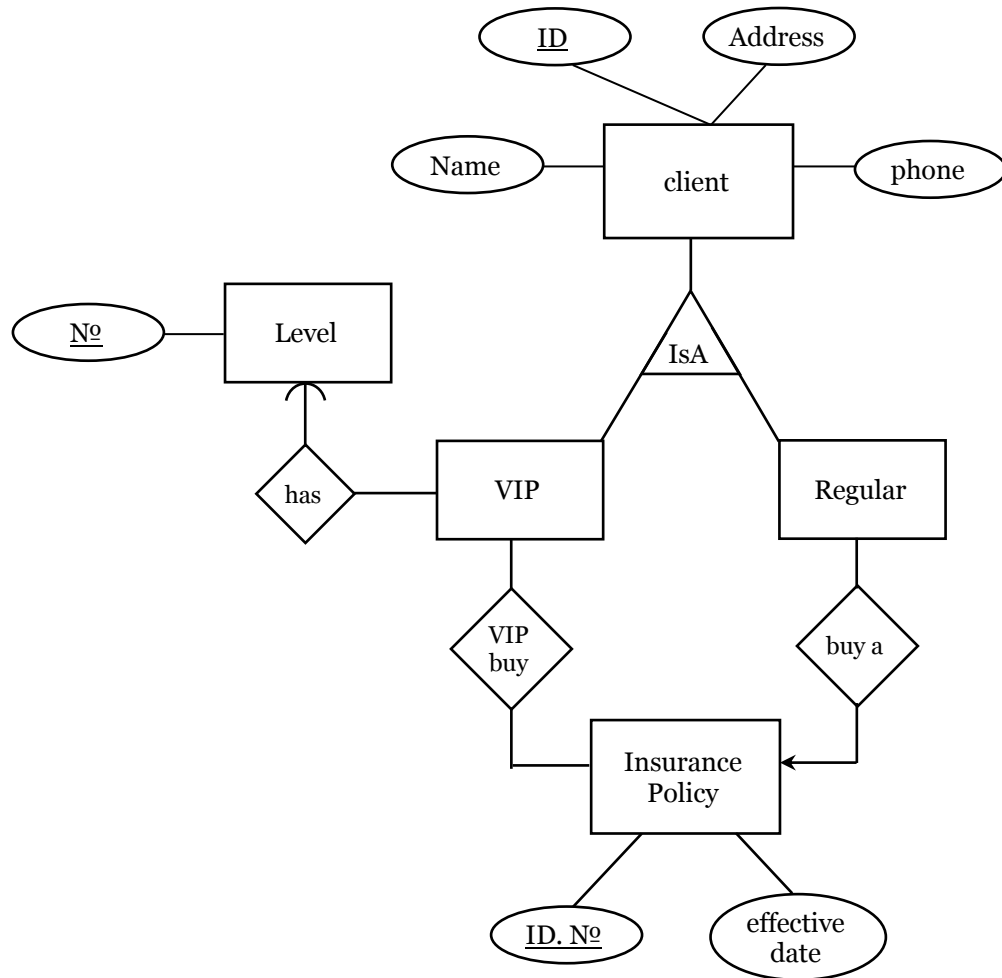 ID
Address
Name
client
phone
Nº
Level
IsA
has
VIP
Regular
VIP
buy
buy a
Insurance
Policy
ID. Nº
effective
date